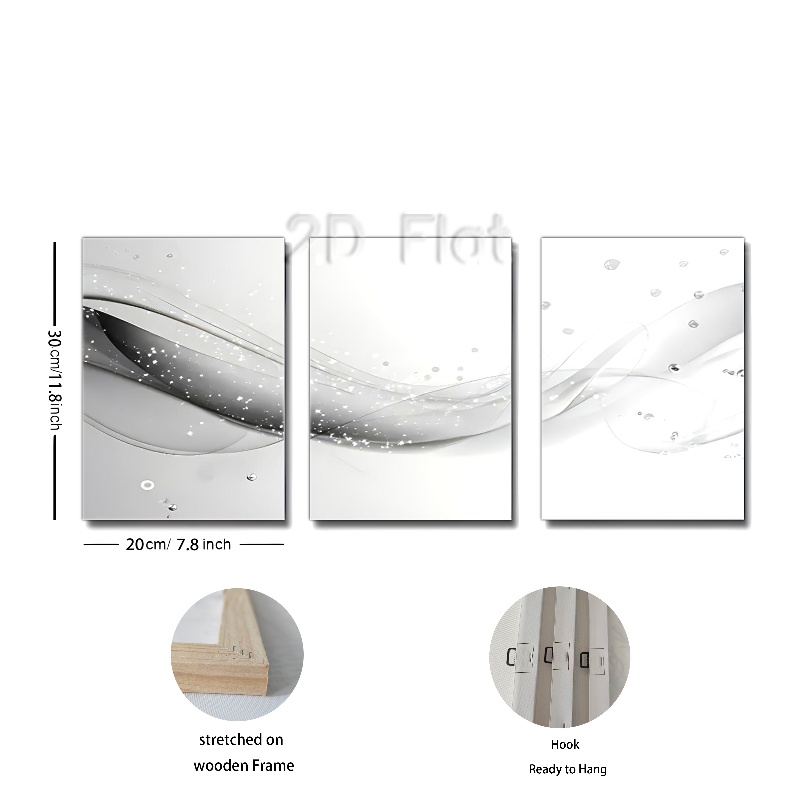 2D Flat
30cm/11.8inch
20cm/ 7.8 inch
stretched on
wooden Frame
Hook
Ready to Hang